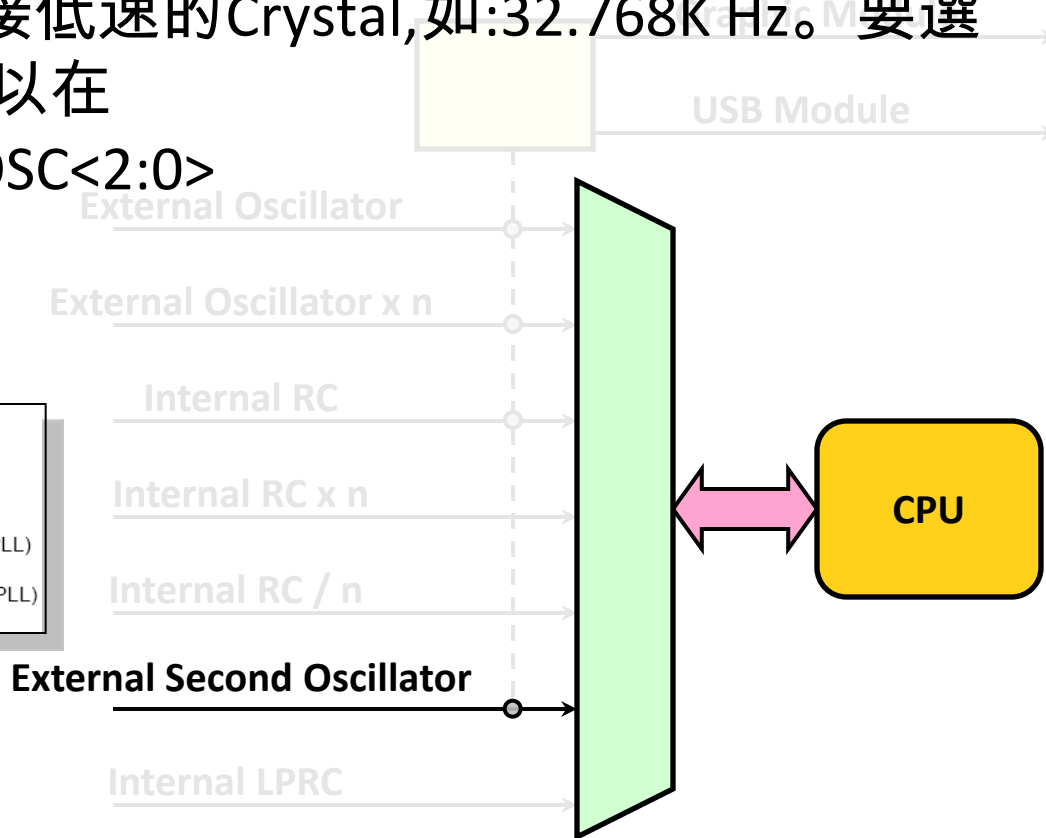 接低速的Crystal,如:32.768K Hz。要選
以在
OSC<2:0>
USB Module
External Oscillator
External Oscillator x n
Internal RC
Internal RC x n
LL)
Internal RC / n
PLL)
CPU
External Second Oscillator
Internal LPRC